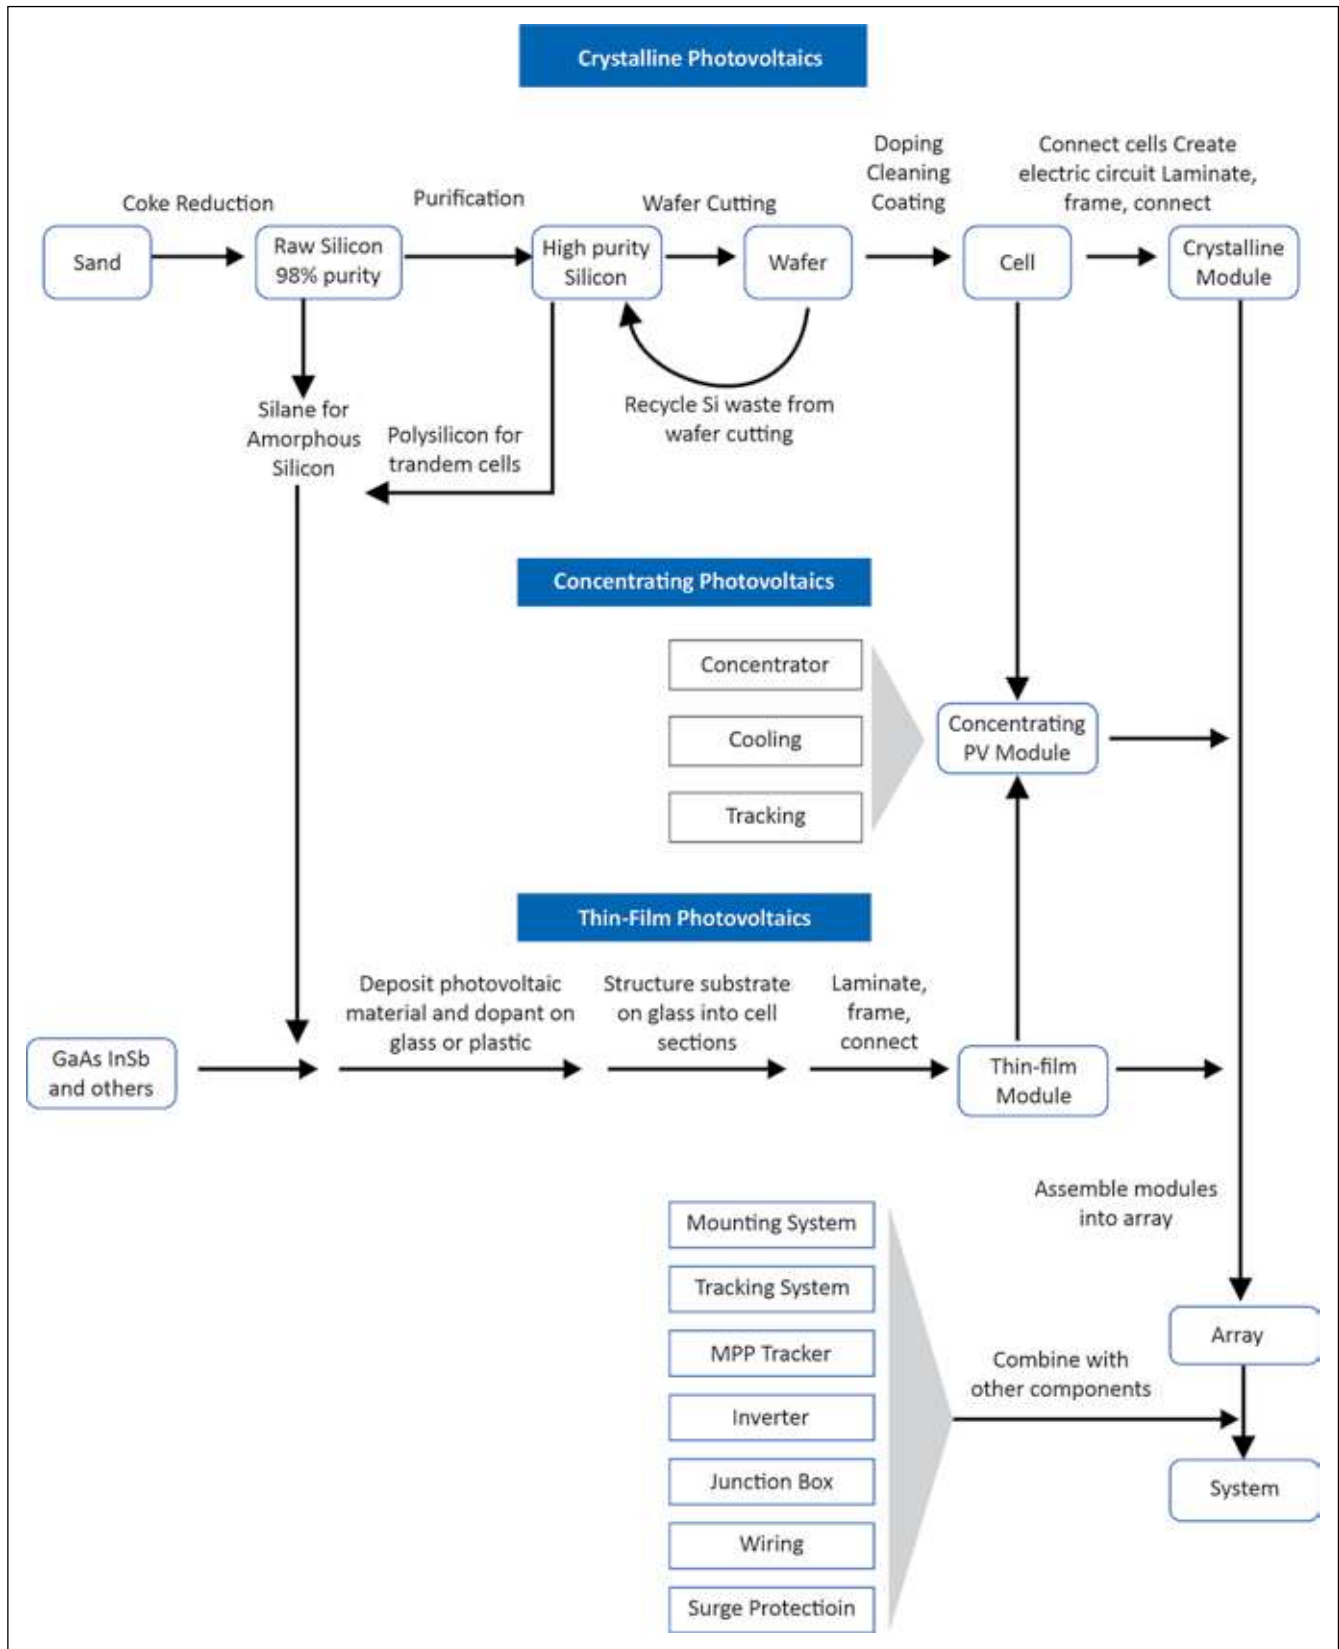 Crystalline Photovoltaics
Doping
Cleaning
Coating
Connect cells Create
electric circuit Laminate,
frame, connect
Coke Reduction
Purification
Wafer Cutting
Sand
Raw Silicon
98% purity
High purity
Silicon
Wafer
Cell
Crystalline
Module
Silane for
Amorphous
Silicon
Polysilicon for
trandem cells
Recycle Si waste from
wafer cutting
Concentrating Photovoltaics
Concentrator
Cooling
Tracking
Concentrating
PV Module
Thin-Film Photovoltaics
Deposit photovoltaic
material and dopant on
glass or plastic
Structure substrate
on glass into cell
sections
Laminate,
frame,
connect
GaAs InSb
and others
Thin-film
Module
Assemble modules
into array
Mounting System
Tracking System
MPP Tracker
Inverter
Junction Box
Wiring
Surge Protectioin
Combine with
other components
Array
System